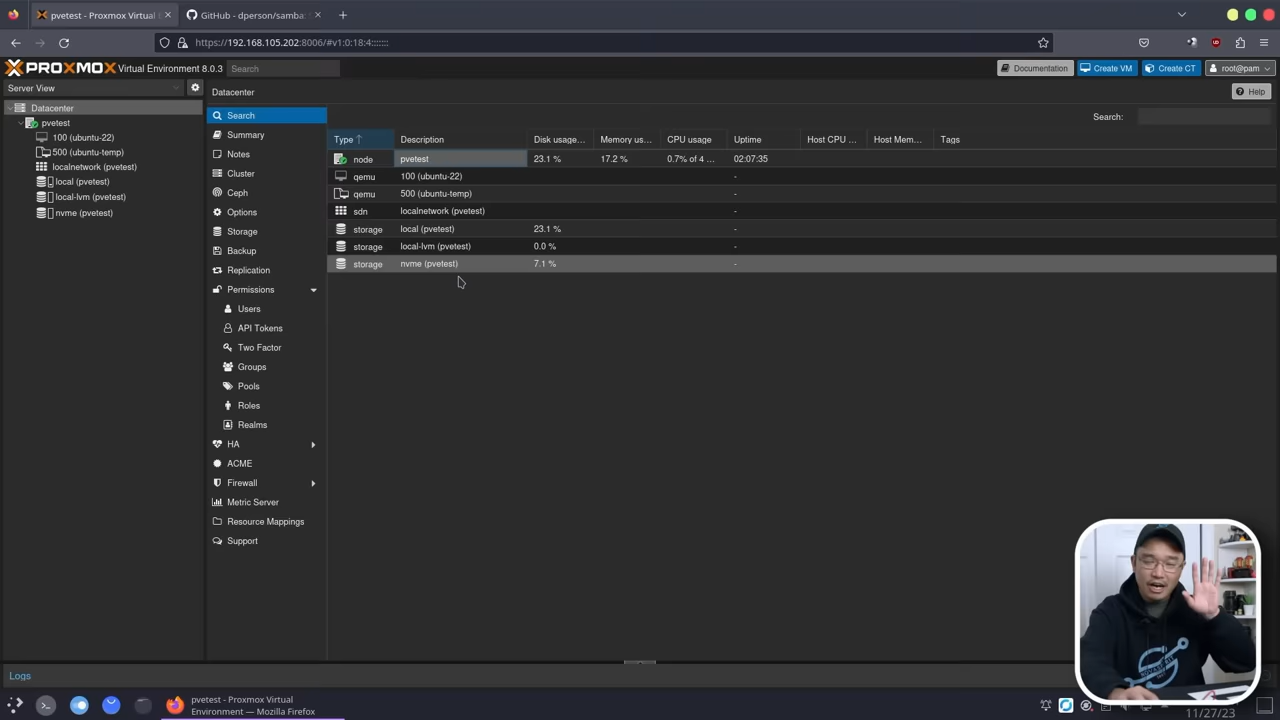 pvetest - Proxmox Virtual E
GitHub - dperson/samba:
https://192.168.105.202:8006/#v1:0:18:4:::::::
PROXMOX Virtual Environment 8.0.3 Search
Documentation Create VM Create CT root@pam
Server View
Datacenter
Help
Datacenter
pvetest
100 (ubuntu-22)
500 (ubuntu-temp)
localnetwork (pvetest)
local (pvetest)
local-lvm (pvetest)
nvme (pvetest)
Search
Summary
Notes
Cluster
Ceph
Options
Storage
Backup
Replication
Permissions
Users
API Tokens
Two Factor
Groups
Pools
Roles
Realms
HA
ACME
Firewall
Metric Server
Resource Mappings
Support
Search:
Type Description Disk usage... Memory us... CPU usage Uptime Host CPU ... Host Mem... Tags
node pvetest 23.1 % 17.2 % 0.7% of 4 ... 02:07:35
qemu 100 (ubuntu-22) -
qemu 500 (ubuntu-temp) -
sdn localnetwork (pvetest) -
storage local (pvetest) 23.1 % -
storage local-lvm (pvetest) 0.0 % -
storage nvme (pvetest) 7.1 % -
Logs
pvetest - Proxmox Virtual
Environment — Mozilla Firefox
11/27/23